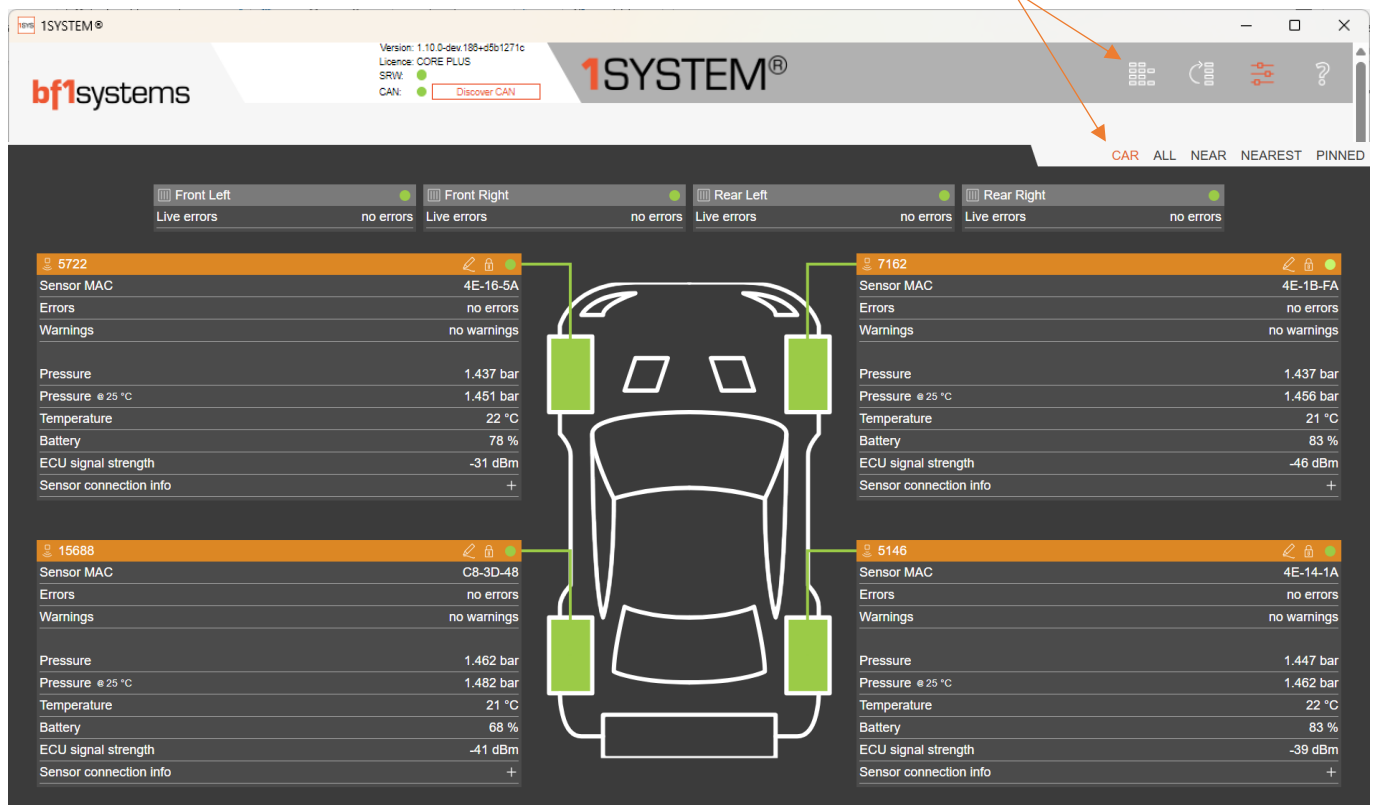 1SYS 1SYSTEM®
Version: 1.10.0-dev.186+d5b1271c
Licence: CORE PLUS
SRW:
CAN: Discover CAN
bf1systems
1SYSTEM®
?
CAR ALL NEAR NEAREST PINNED
Front Left Front Right Rear Left Rear Right
Live errors no errors Live errors no errors Live errors no errors Live errors no errors
5722
Sensor MAC 4E-16-5A
Errors no errors
Warnings no warnings
Pressure 1.437 bar
Pressure @ 25 °C 1.451 bar
Temperature 22 °C
Battery 78 %
ECU signal strength -31 dBm
Sensor connection info +
7162
Sensor MAC 4E-1B-FA
Errors no errors
Warnings no warnings
Pressure 1.437 bar
Pressure @ 25 °C 1.456 bar
Temperature 21 °C
Battery 83 %
ECU signal strength -46 dBm
Sensor connection info +
15688
Sensor MAC C8-3D-48
Errors no errors
Warnings no warnings
Pressure 1.462 bar
Pressure @ 25 °C 1.482 bar
Temperature 21 °C
Battery 68 %
ECU signal strength -41 dBm
Sensor connection info +
5146
Sensor MAC 4E-14-1A
Errors no errors
Warnings no warnings
Pressure 1.447 bar
Pressure @ 25 °C 1.462 bar
Temperature 22 °C
Battery 83 %
ECU signal strength -39 dBm
Sensor connection info +